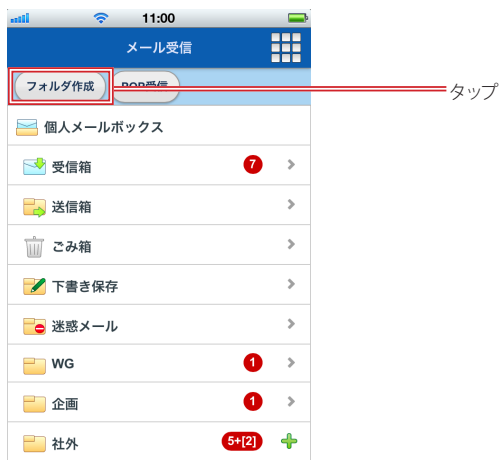 11:00
メール受信
フォルダ作成 POP受信
タップ
個人メールボックス
受信箱 7
送信箱
ごみ箱
下書き保存
迷惑メール
WG 1
企画 1
社外 5+[2]